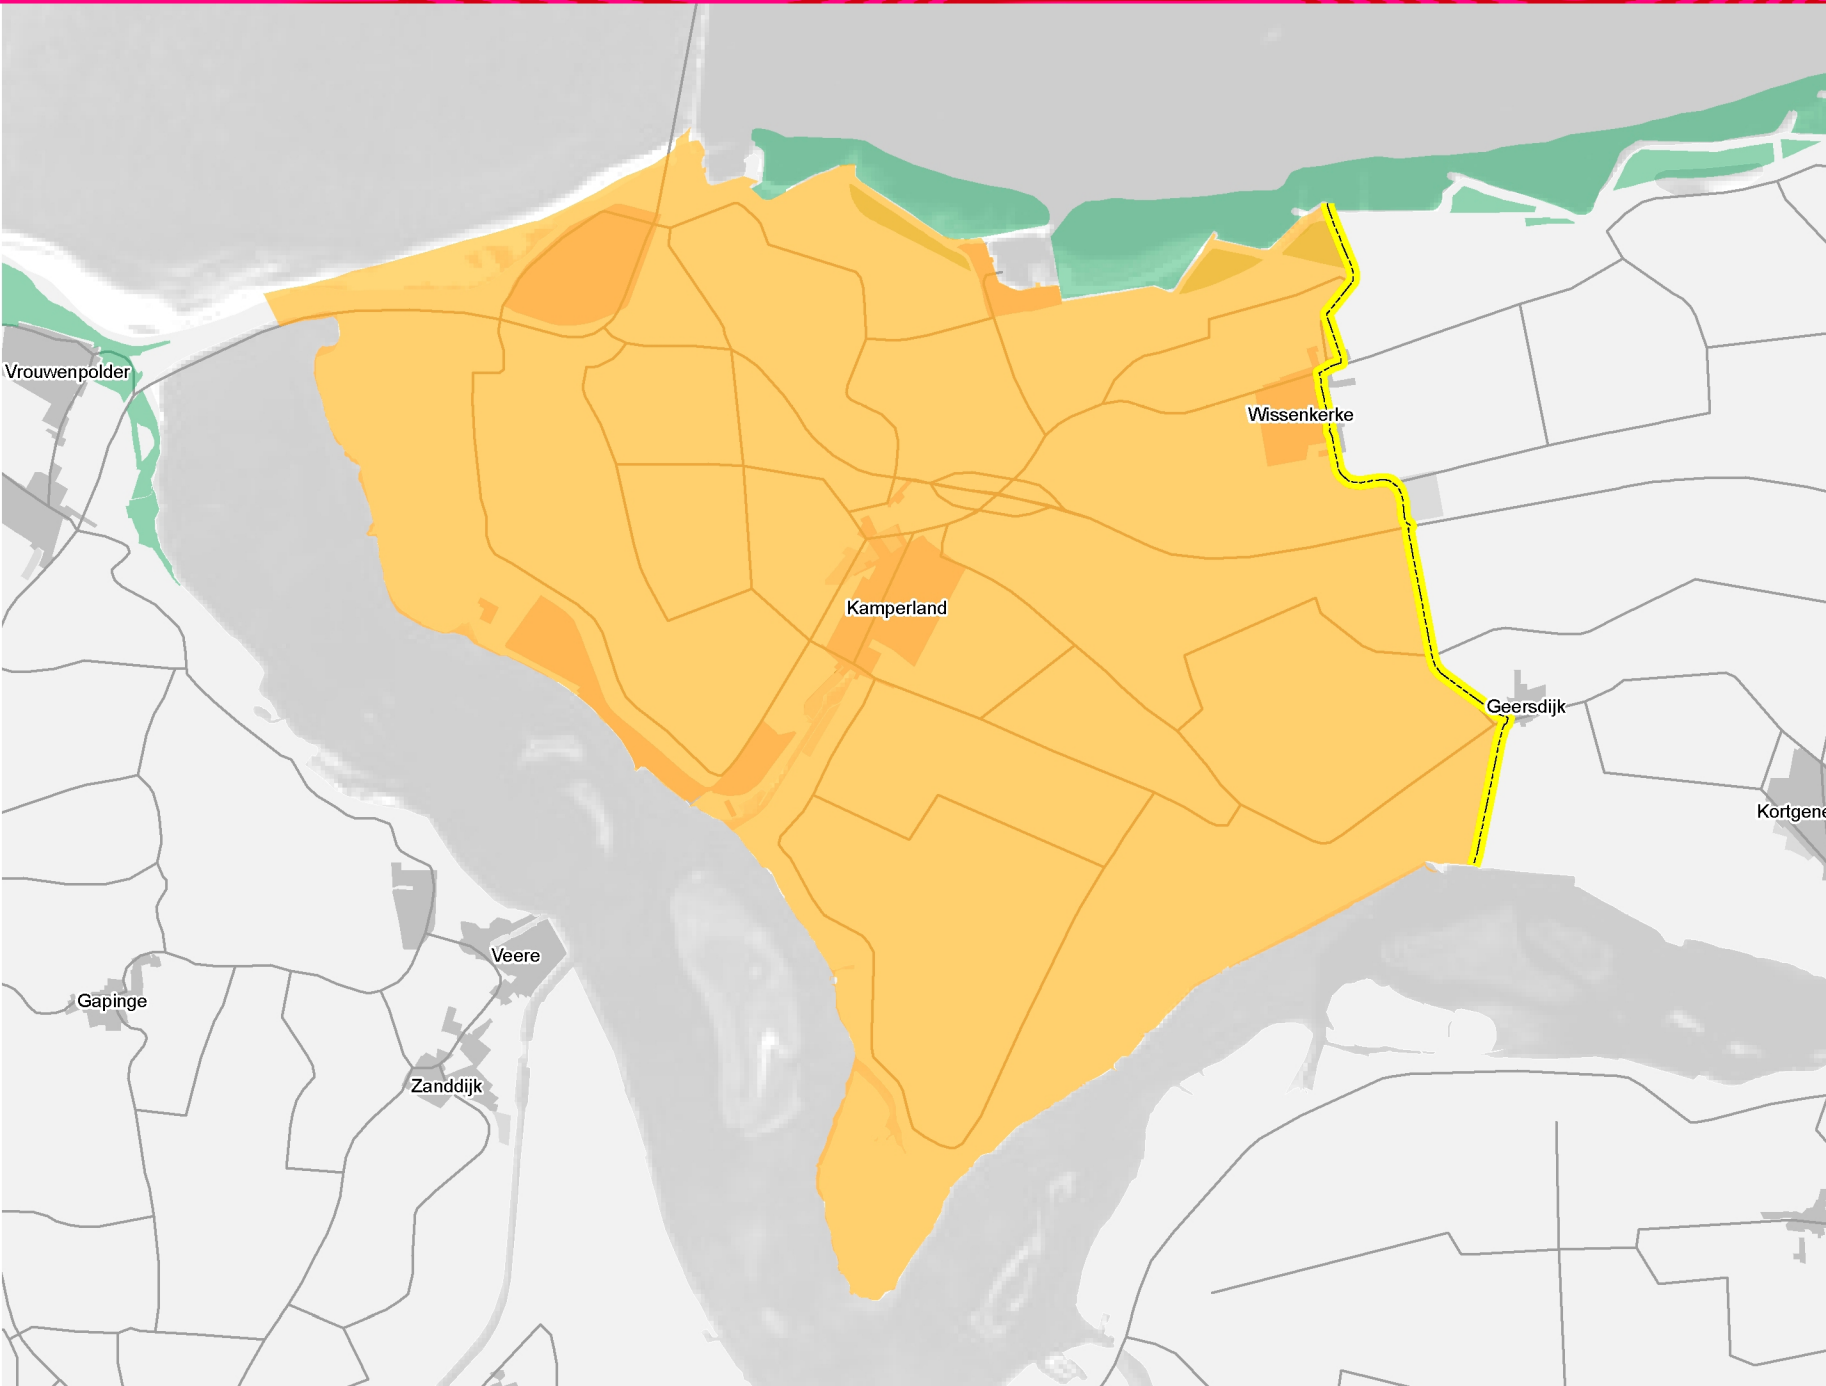 Vrouwenpolder
Wissenkerke
Kamperland
Geersdijk
Kortgene
Veere
Gapinge
Zanddijk